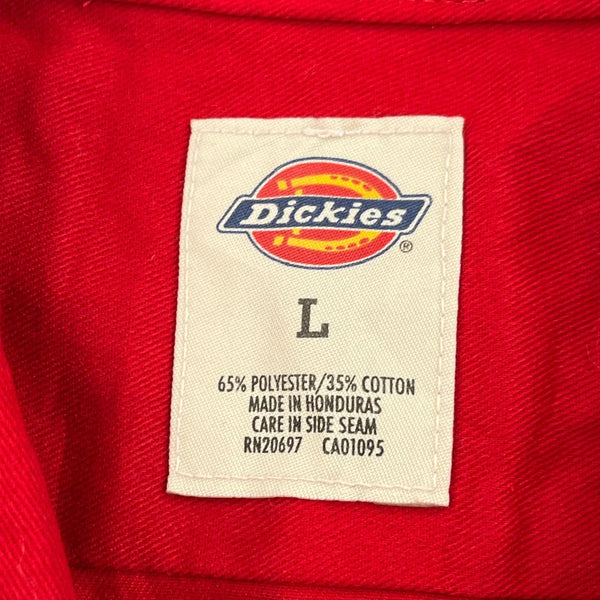 Dickies
®
L
65% POLYESTER/35% COTTON
MADE IN HONDURAS
CARE IN SIDE SEAM
RN20697 CA01095